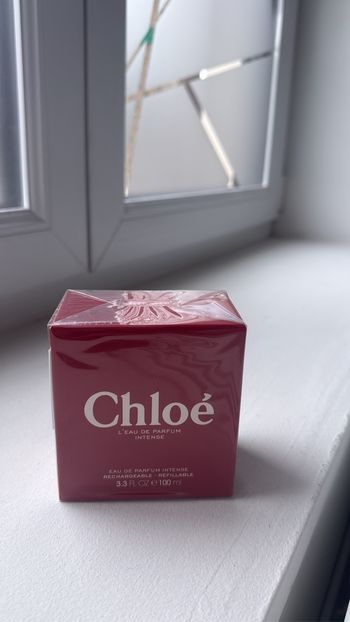 Chloé
L'EAU DE PARFUM
INTENSE
EAU DE PARFUM INTENSE
RECHARGEABLE - REFILLABLE
3.3 FL OZ ℮ 100 ml